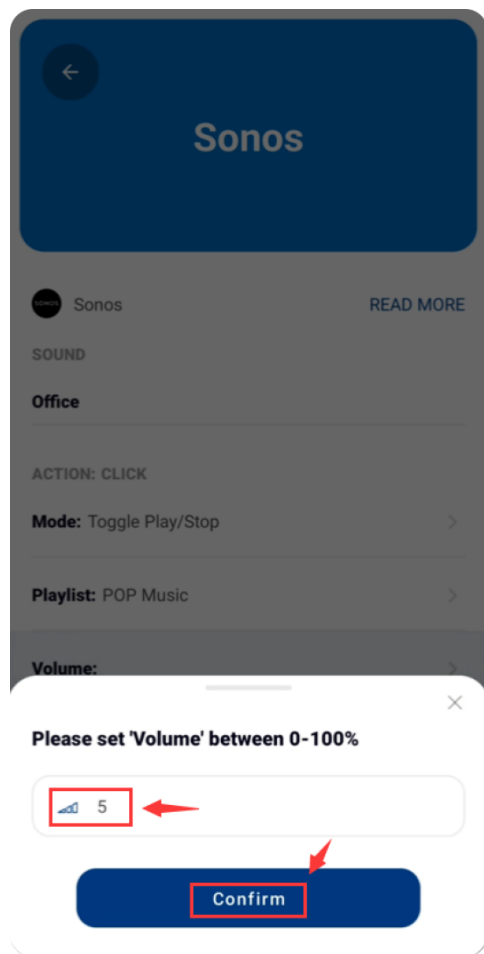 Sonos
SONOS Sonos READ MORE
SOUND
Office
ACTION: CLICK
Mode: Toggle Play/Stop
Playlist: POP Music
Volume:
Please set 'Volume' between 0-100%
5
Confirm